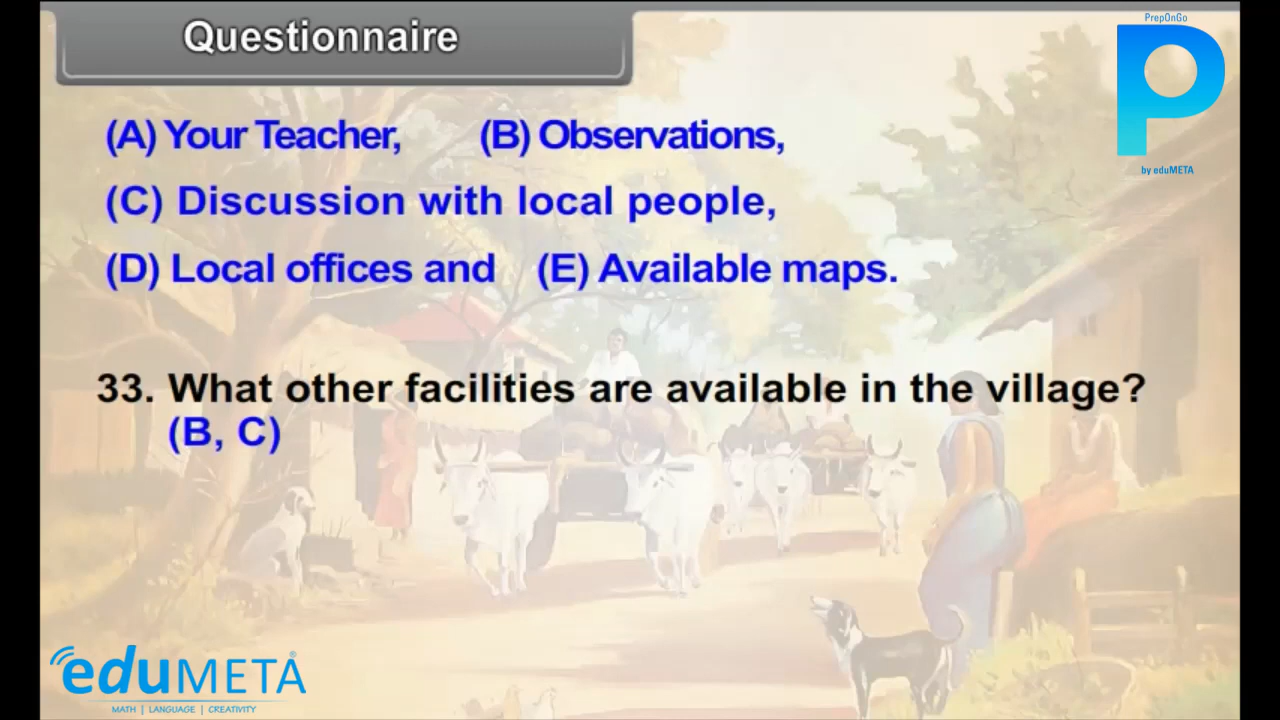 Questionnaire
PrepOnGo
P
by eduMETA
(A) Your Teacher, (B) Observations,
(C) Discussion with local people,
(D) Local offices and (E) Available maps.
33. What other facilities are available in the village?
(B, C)
eduMETA®
MATH | LANGUAGE | CREATIVITY